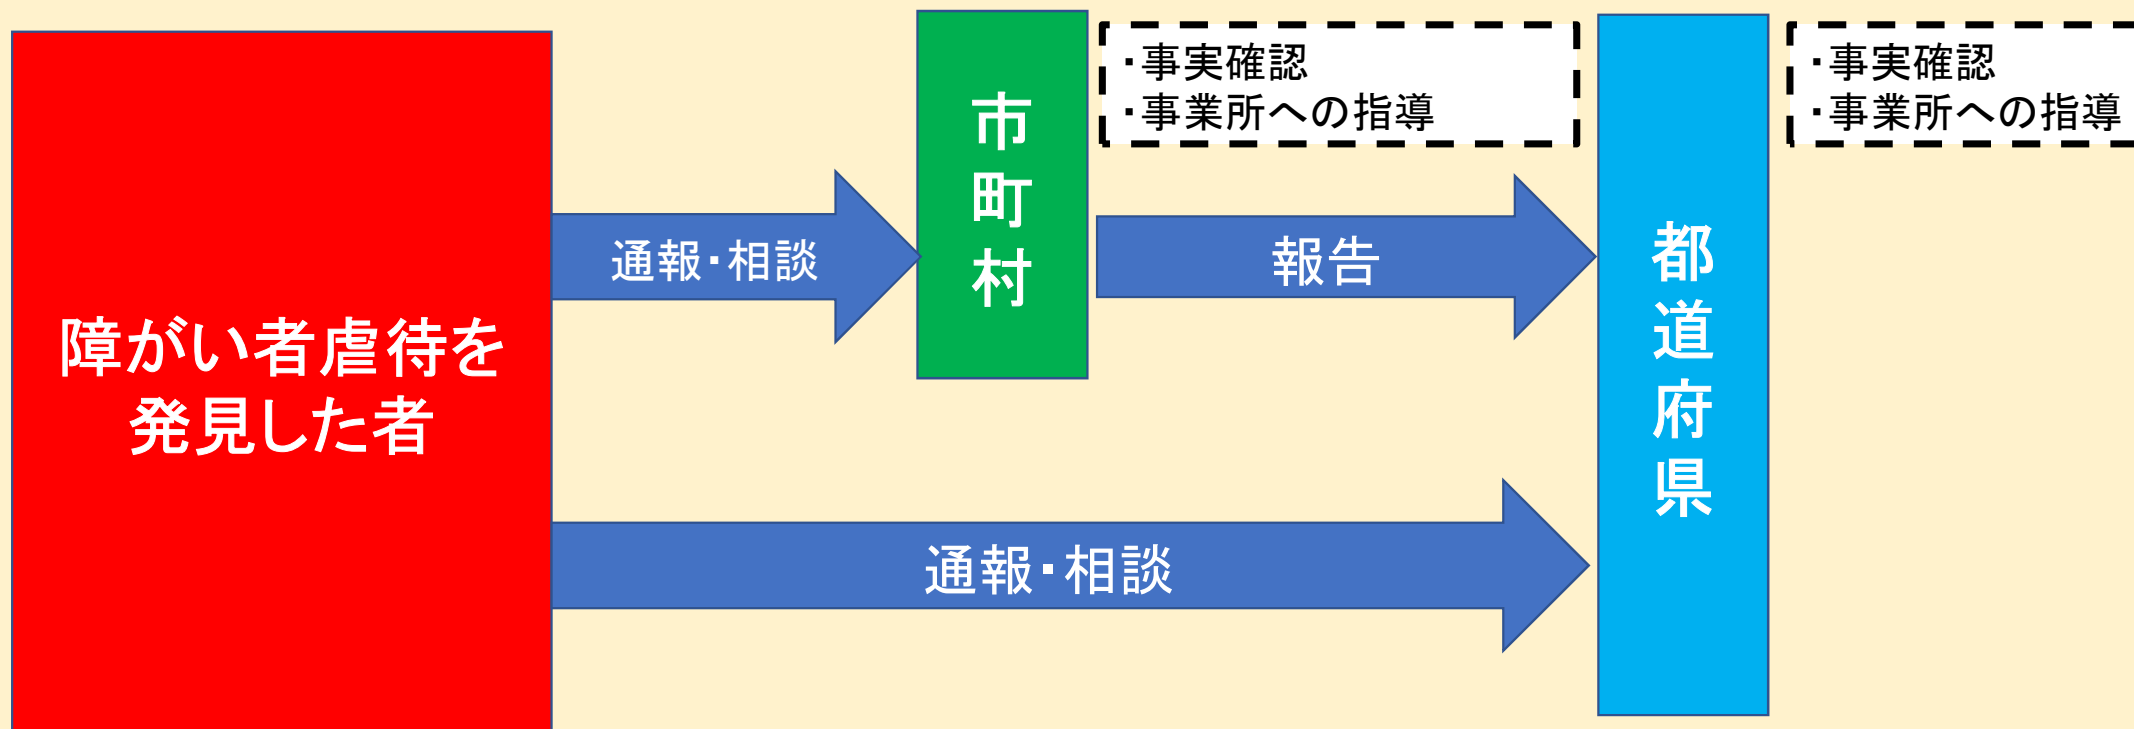 障がい者虐待を
発見した者
通報・相談
市町村
・事実確認
・事業所への指導
報告
通報・相談
都道府県
・事実確認
・事業所への指導